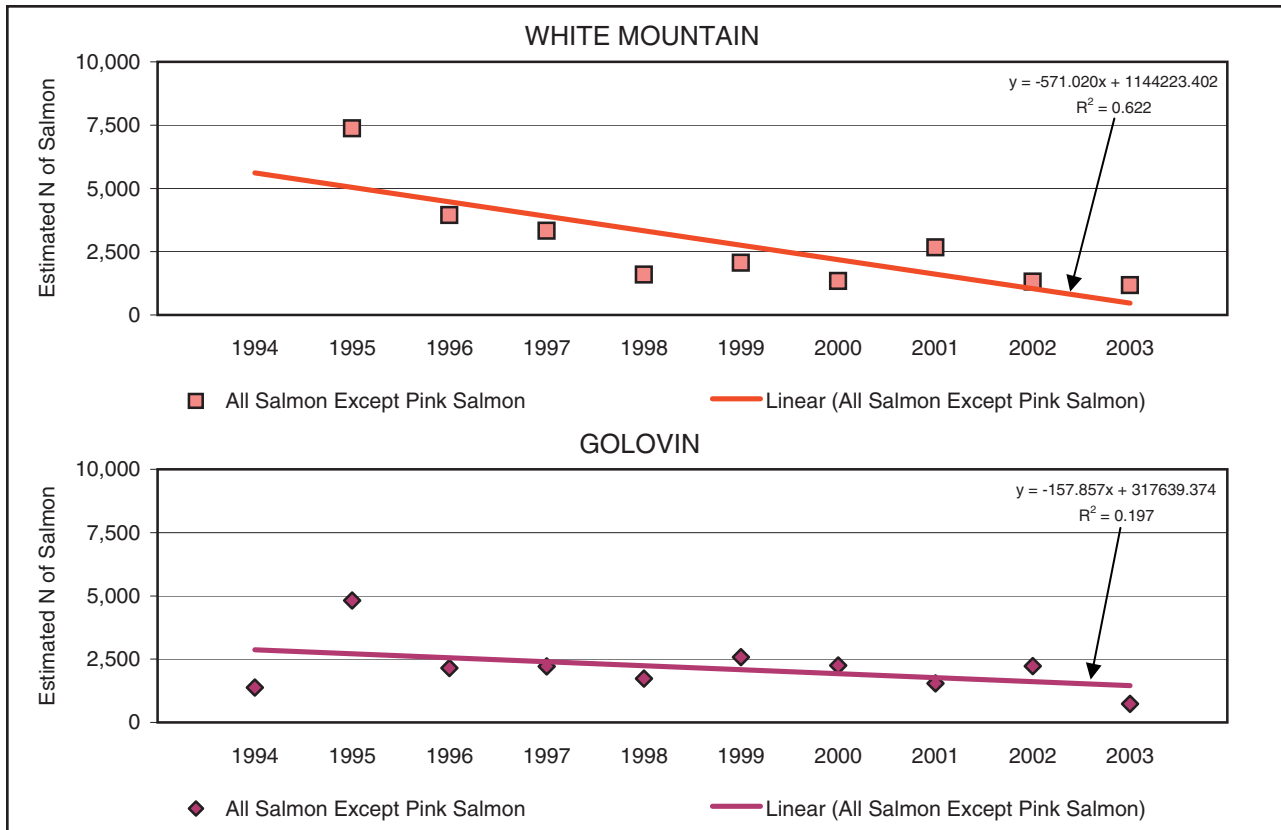 WHITE MOUNTAIN
Estimated N of Salmon
10,000
7,500
5,000
2,500
0
y = -571.020x + 1144223.402
R² = 0.622
1994 1995 1996 1997 1998 1999 2000 2001 2002 2003
All Salmon Except Pink Salmon Linear (All Salmon Except Pink Salmon)
GOLOVIN
Estimated N of Salmon
10,000
7,500
5,000
2,500
0
y = -157.857x + 317639.374
R² = 0.197
1994 1995 1996 1997 1998 1999 2000 2001 2002 2003
All Salmon Except Pink Salmon Linear (All Salmon Except Pink Salmon)